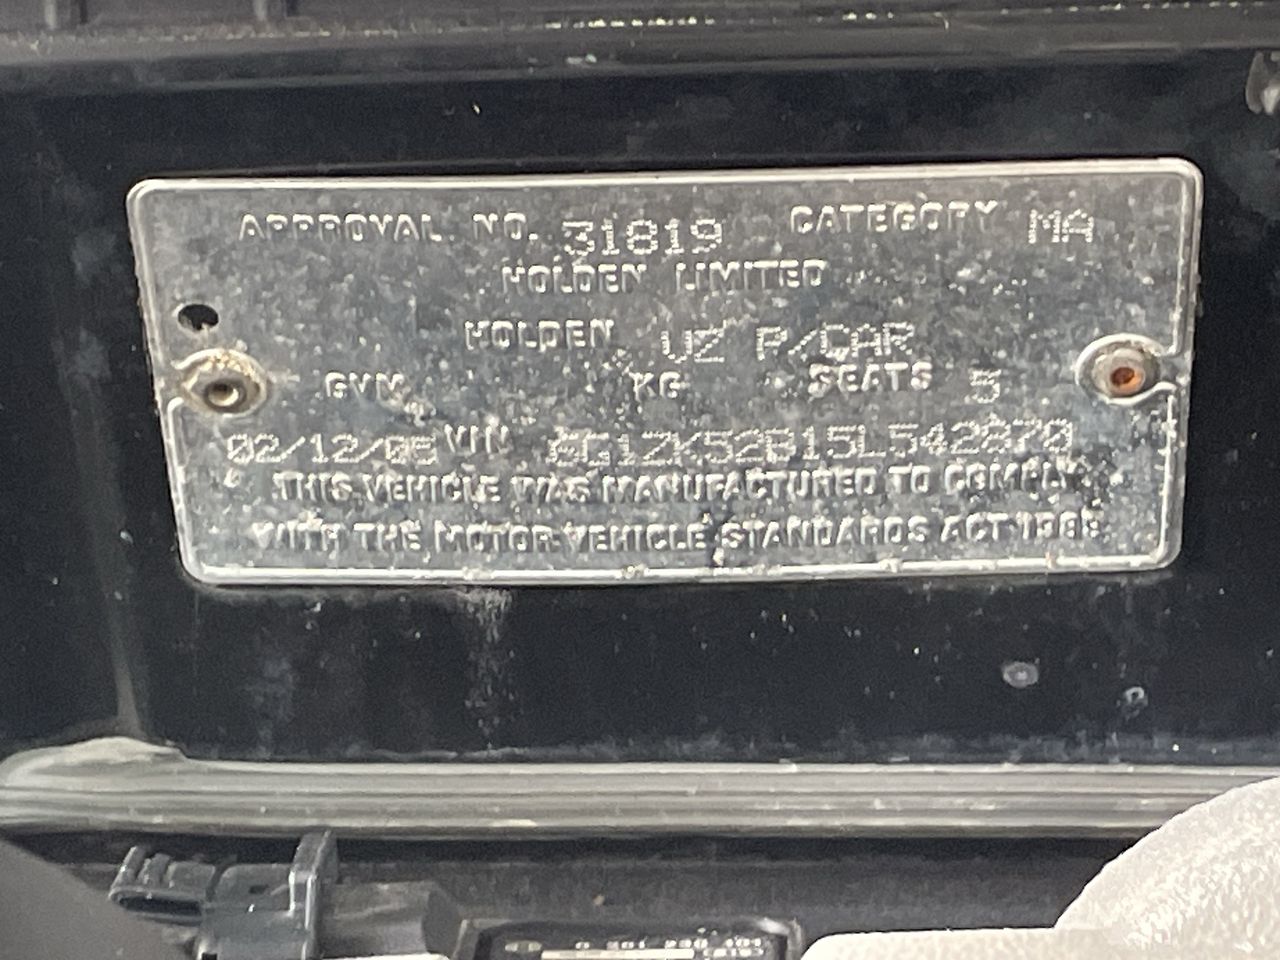 APPROVAL NO. 31819 CATEGORY MA
HOLDEN LIMITED
HOLDEN VZ P/CAR
GVM KG SEATS 5
02/12/05 VIN 6G1ZK52B15L542870
THIS VEHICLE WAS MANUFACTURED TO COMPLY
WITH THE MOTOR VEHICLE STANDARDS ACT 1989